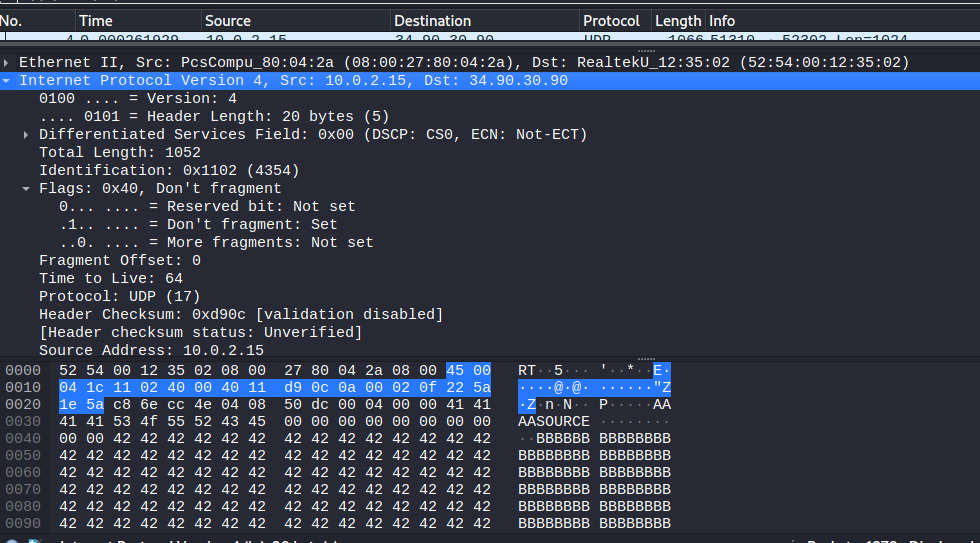 No. Time Source Destination Protocol Length Info
4 0.000261929 10.0.2.15 34.90.30.90 UDP 1066 51310 → 52302 Len=1024
Ethernet II, Src: PcsCompu_80:04:2a (08:00:27:80:04:2a), Dst: RealtekU_12:35:02 (52:54:00:12:35:02)
Internet Protocol Version 4, Src: 10.0.2.15, Dst: 34.90.30.90
0100 .... = Version: 4
.... 0101 = Header Length: 20 bytes (5)
Differentiated Services Field: 0x00 (DSCP: CS0, ECN: Not-ECT)
Total Length: 1052
Identification: 0x1102 (4354)
Flags: 0x40, Don't fragment
0... .... = Reserved bit: Not set
.1.. .... = Don't fragment: Set
..0. .... = More fragments: Not set
Fragment Offset: 0
Time to Live: 64
Protocol: UDP (17)
Header Checksum: 0xd90c [validation disabled]
[Header checksum status: Unverified]
Source Address: 10.0.2.15
0000 52 54 00 12 35 02 08 00 27 80 04 2a 08 00 45 00 RT··5··· '··*··E·
0010 04 1c 11 02 40 00 40 11 d9 0c 0a 00 02 0f 22 5a ····@·@· ······"Z
0020 1e 5a c8 6e cc 4e 04 08 50 dc 00 04 00 00 41 41 ·Z·n·N·· P·····AA
0030 41 41 53 4f 55 52 43 45 00 00 00 00 00 00 00 00 AASOURCE ········
0040 00 00 42 42 42 42 42 42 42 42 42 42 42 42 42 42 ··BBBBBB BBBBBBBB
0050 42 42 42 42 42 42 42 42 42 42 42 42 42 42 42 42 BBBBBBBB BBBBBBBB
0060 42 42 42 42 42 42 42 42 42 42 42 42 42 42 42 42 BBBBBBBB BBBBBBBB
0070 42 42 42 42 42 42 42 42 42 42 42 42 42 42 42 42 BBBBBBBB BBBBBBBB
0080 42 42 42 42 42 42 42 42 42 42 42 42 42 42 42 42 BBBBBBBB BBBBBBBB
0090 42 42 42 42 42 42 42 42 42 42 42 42 42 42 42 42 BBBBBBBB BBBBBBBB